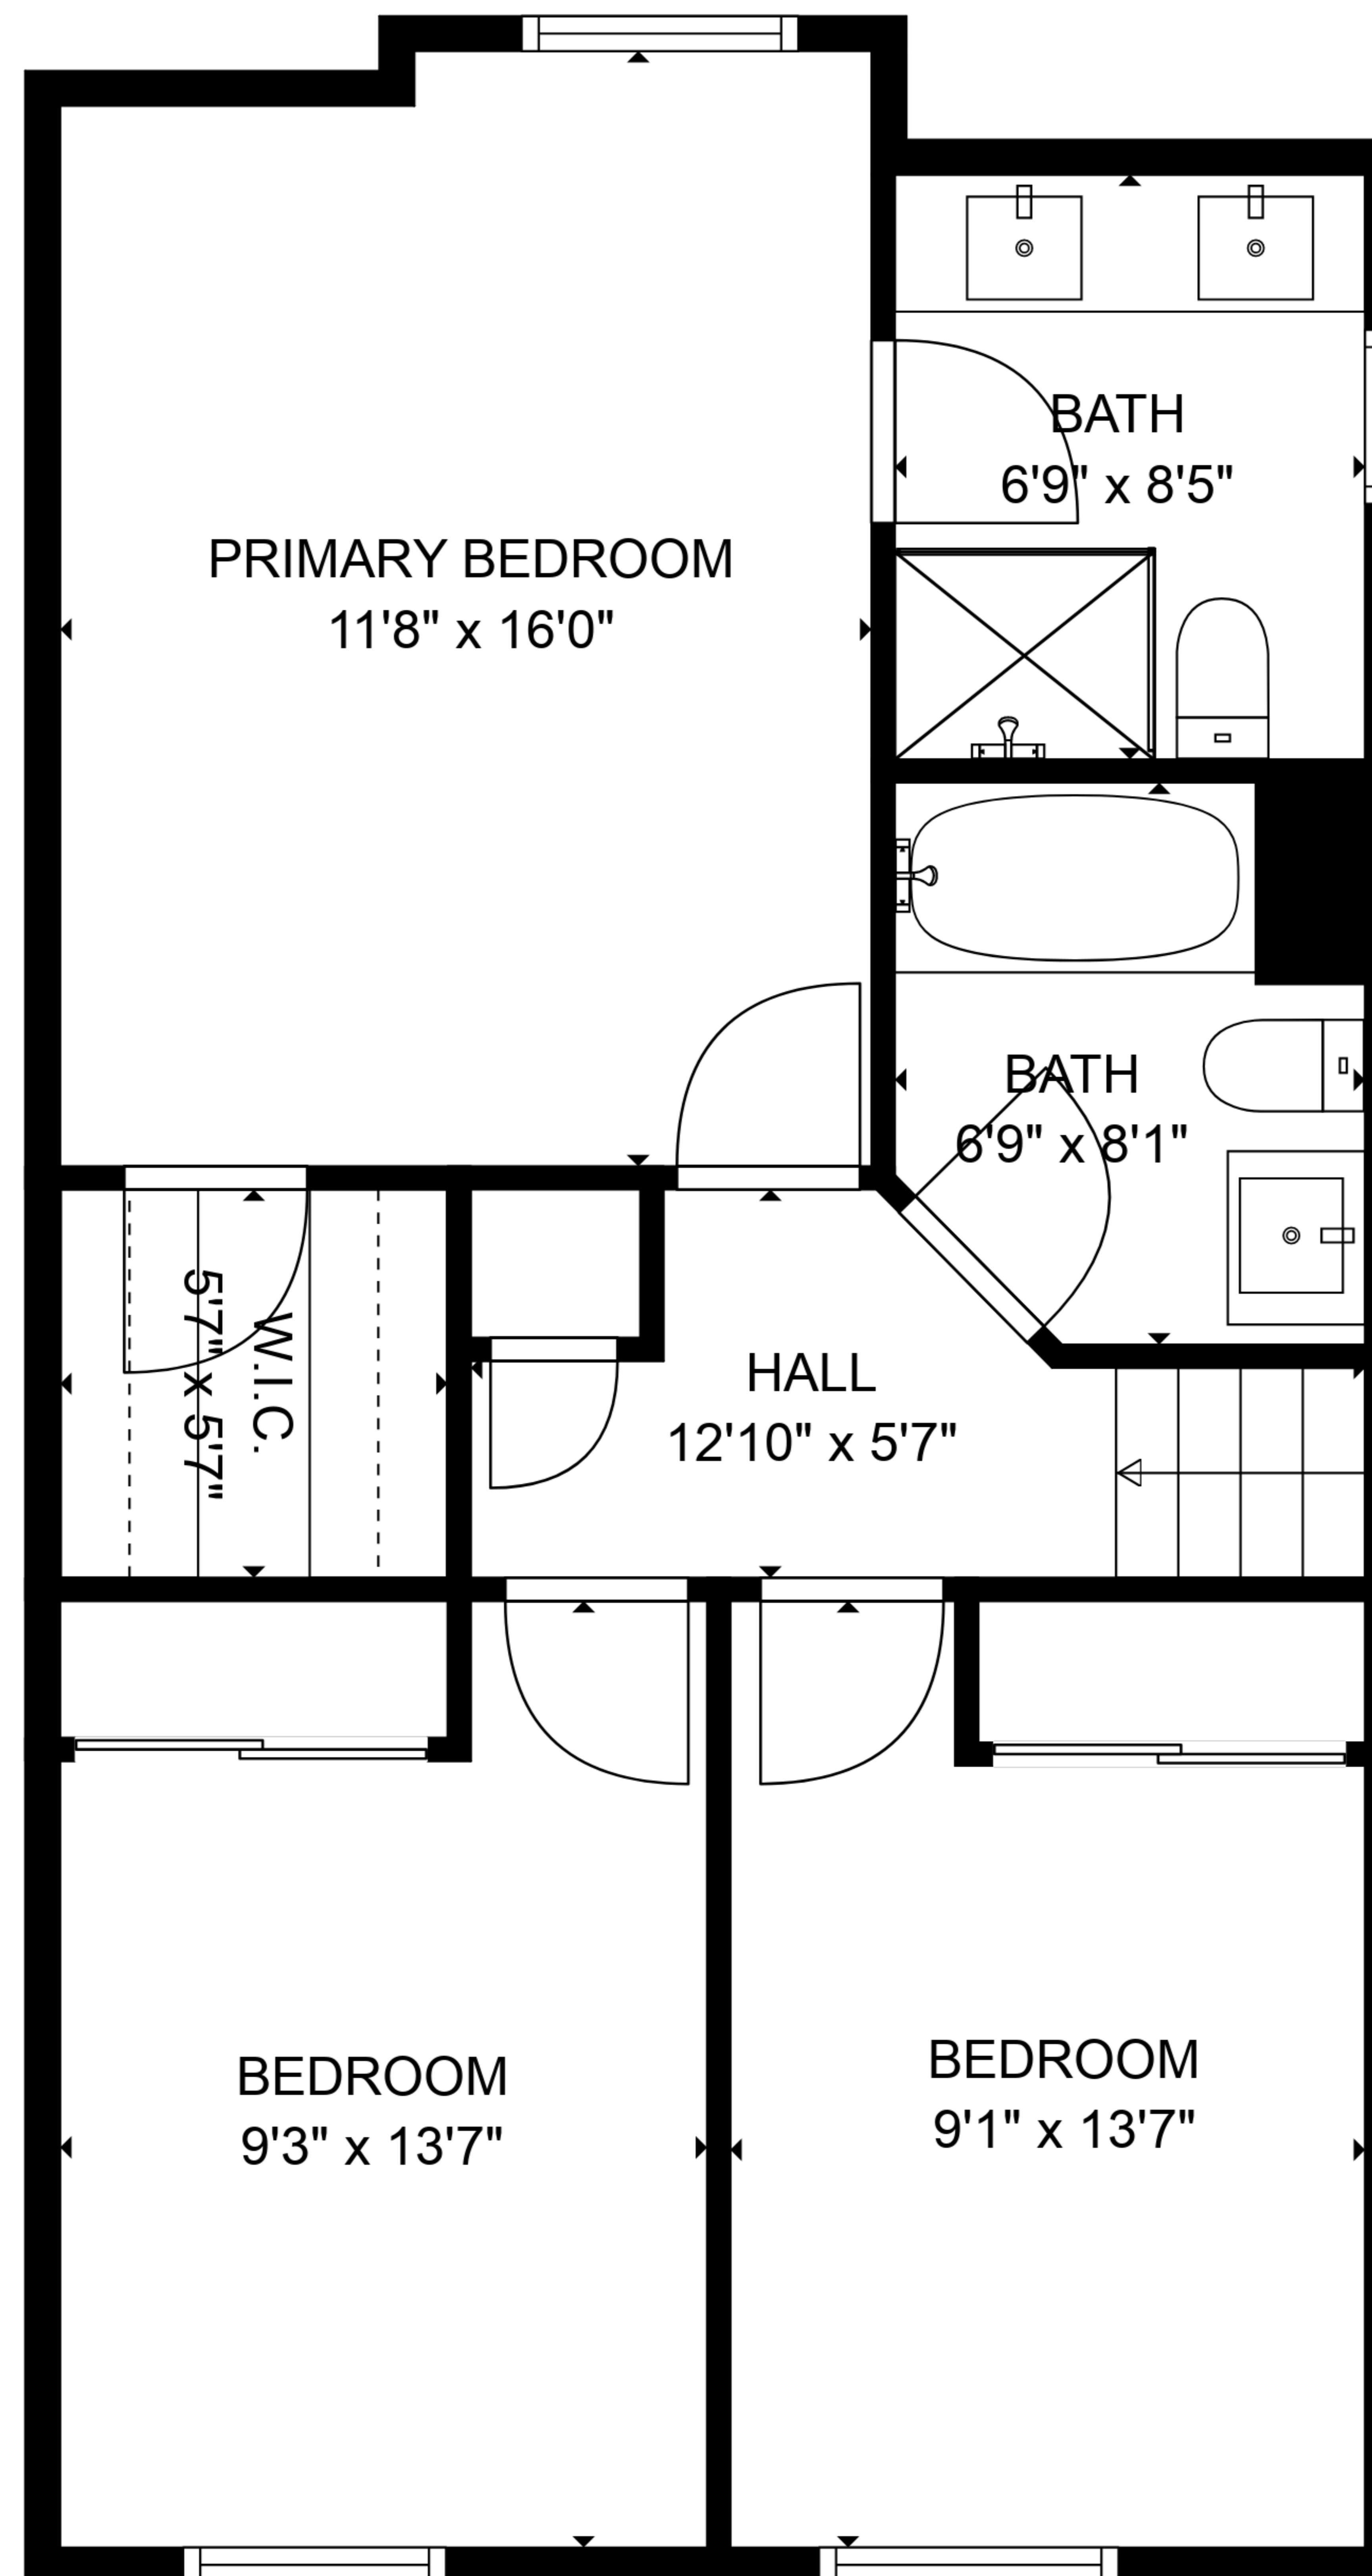 BATH
6'9" x 8'5"
PRIMARY BEDROOM
11'8" x 16'0"
BATH
6'9" x 8'1"
W.I.C.
5'7" x 5'7"
HALL
12'10" x 5'7"
BEDROOM
9'3" x 13'7"
BEDROOM
9'1" x 13'7"